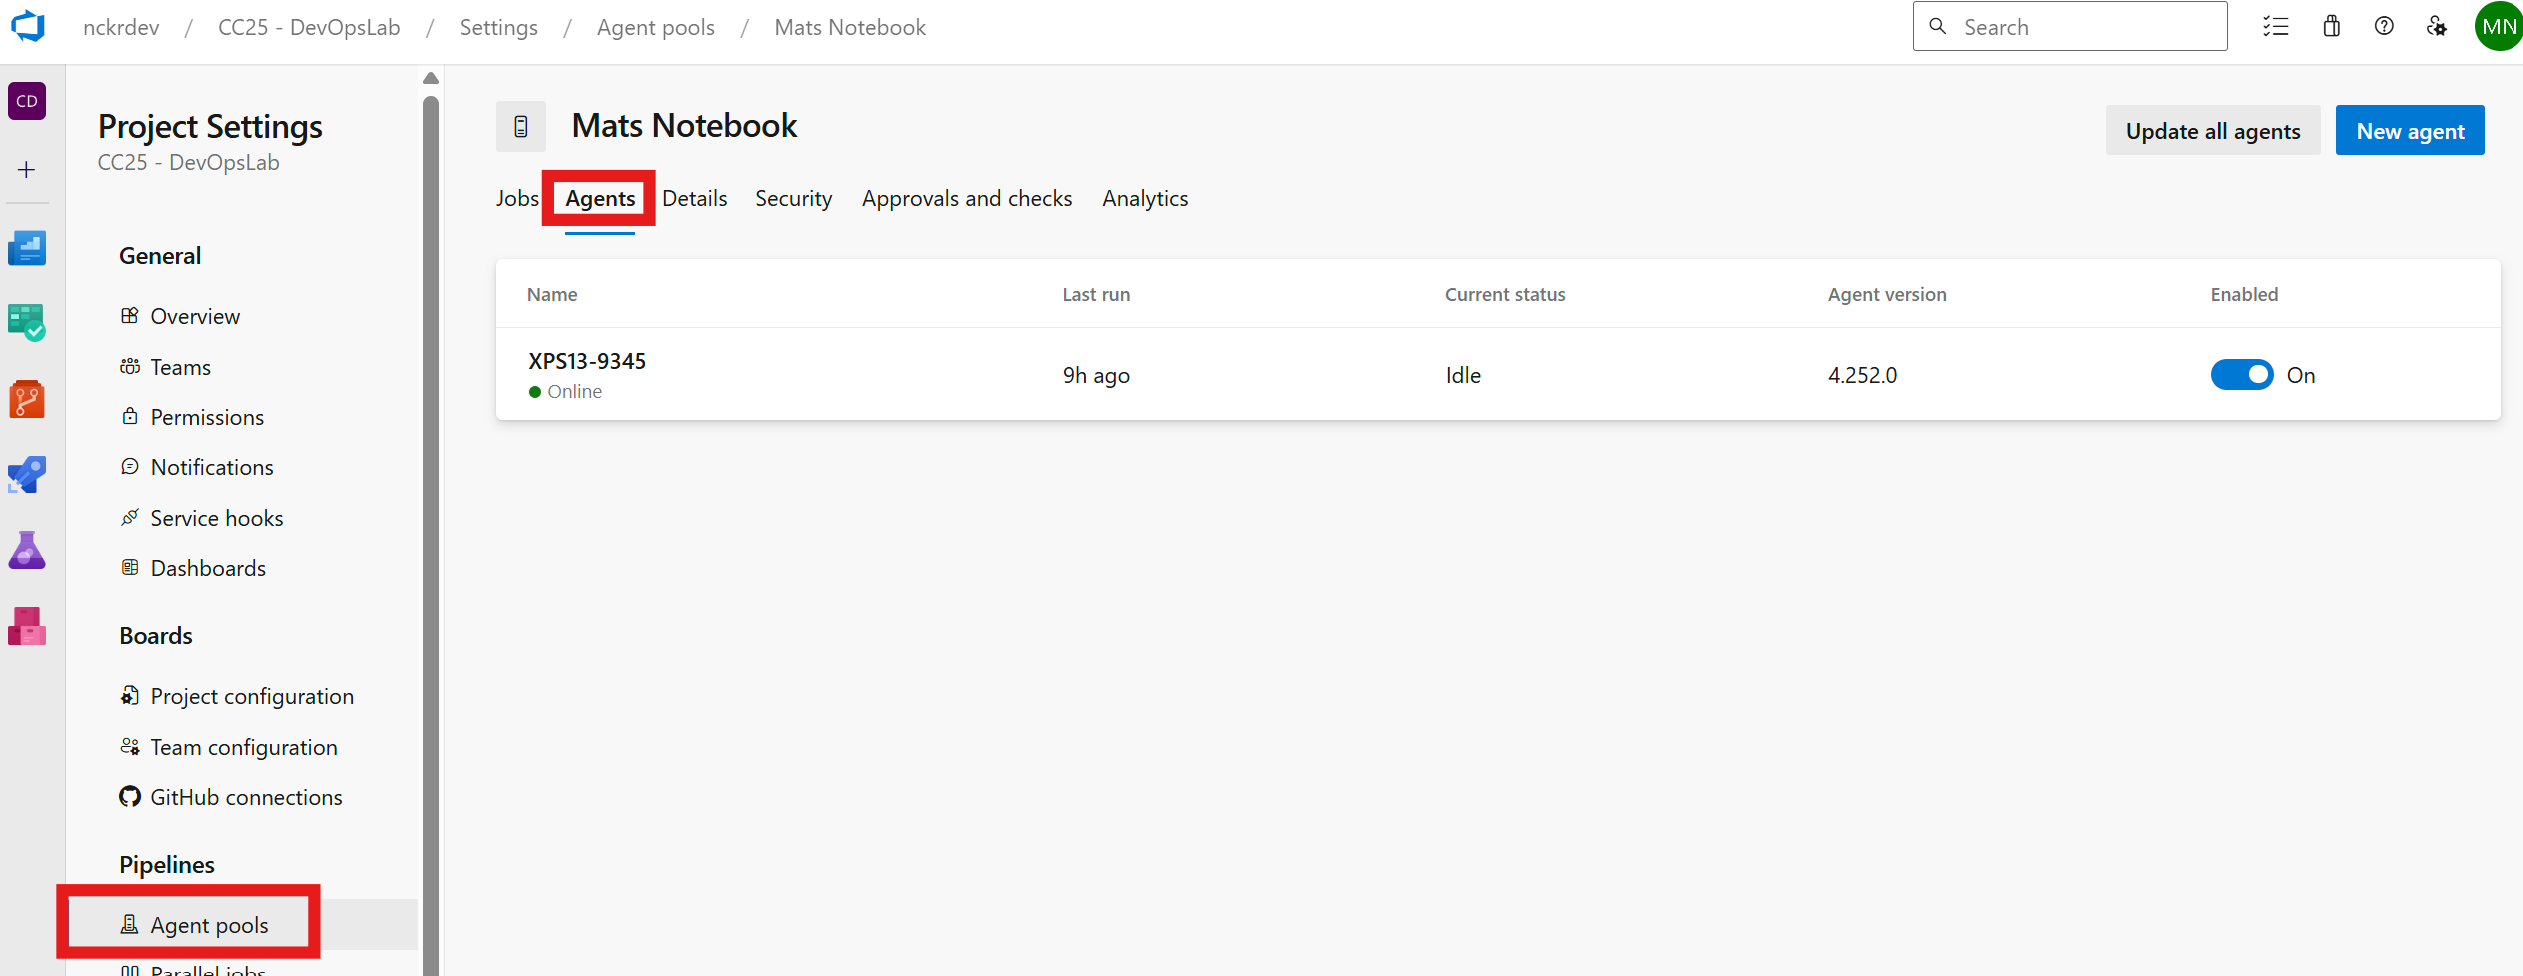 nckrdev / CC25 - DevOpsLab / Settings / Agent pools / Mats Notebook
Search
MN
CD
Project Settings
CC25 - DevOpsLab
General
Overview
Teams
Permissions
Notifications
Service hooks
Dashboards
Boards
Project configuration
Team configuration
GitHub connections
Pipelines
Agent pools
Parallel jobs
Mats Notebook
Update all agents
New agent
Jobs Agents Details Security Approvals and checks Analytics
Name Last run Current status Agent version Enabled
XPS13-9345
Online
9h ago Idle 4.252.0 On